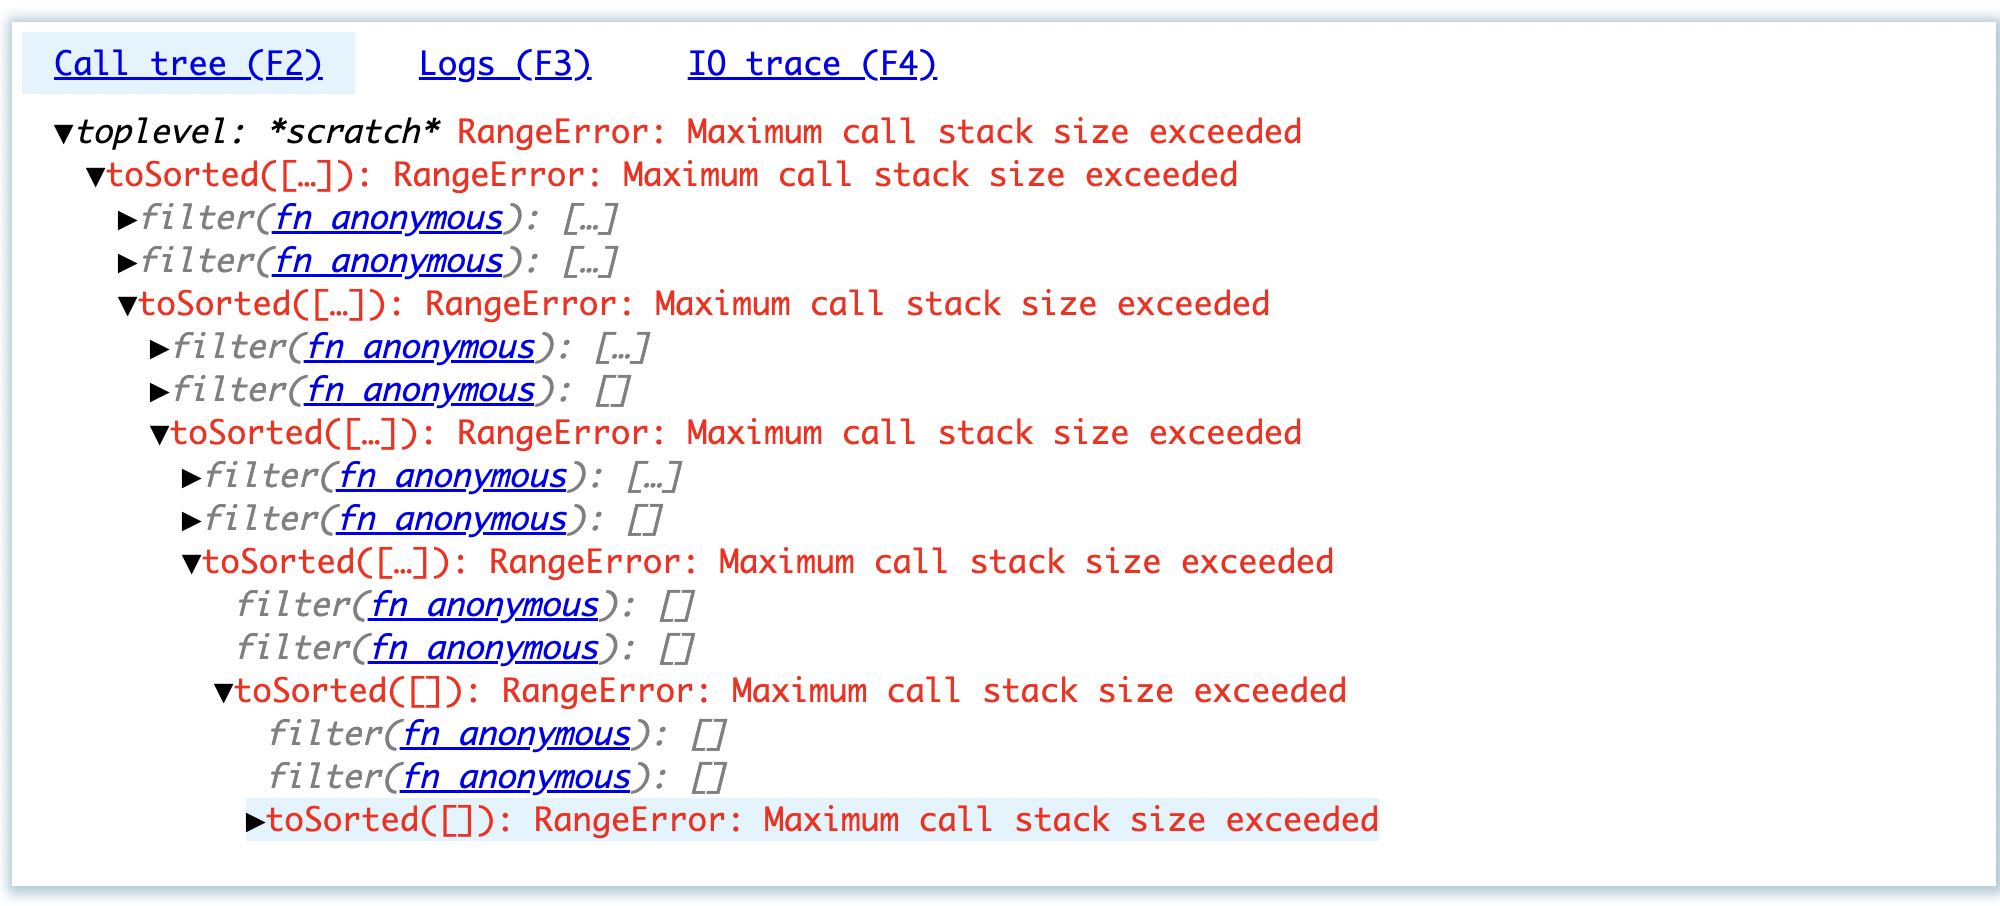 Call tree (F2) Logs (F3) IO trace (F4)
▼toplevel: *scratch* RangeError: Maximum call stack size exceeded
▼toSorted([…]): RangeError: Maximum call stack size exceeded
▶filter(fn anonymous): […]
▶filter(fn anonymous): […]
▼toSorted([…]): RangeError: Maximum call stack size exceeded
▶filter(fn anonymous): […]
▶filter(fn anonymous): []
▼toSorted([…]): RangeError: Maximum call stack size exceeded
▶filter(fn anonymous): […]
▶filter(fn anonymous): []
▼toSorted([…]): RangeError: Maximum call stack size exceeded
filter(fn anonymous): []
filter(fn anonymous): []
▼toSorted([]): RangeError: Maximum call stack size exceeded
filter(fn anonymous): []
filter(fn anonymous): []
▶toSorted([]): RangeError: Maximum call stack size exceeded